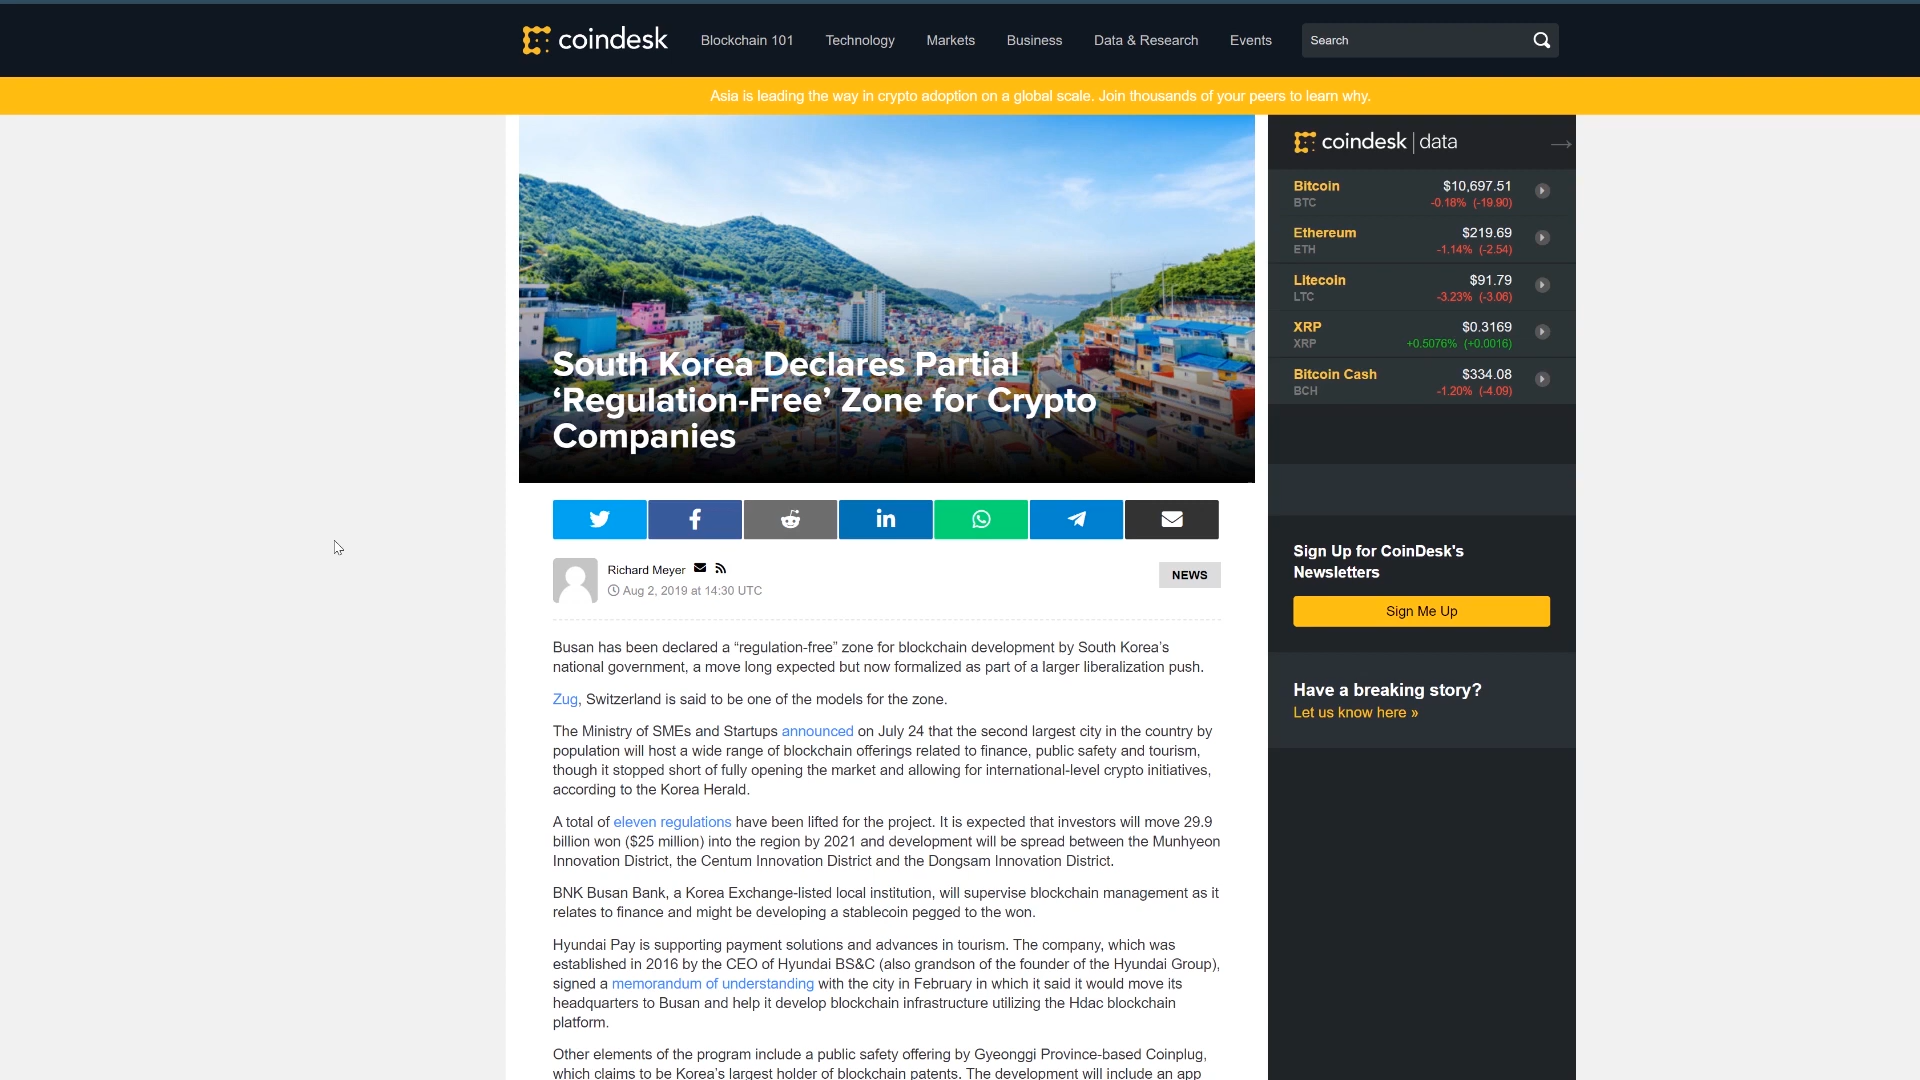 coindesk
Blockchain 101
Technology
Markets
Business
Data & Research
Events
Search
Asia is leading the way in crypto adoption on a global scale. Join thousands of your peers to learn why.
South Korea Declares Partial
‘Regulation-Free’ Zone for Crypto
Companies
Richard Meyer
Aug 2, 2019 at 14:30 UTC
NEWS
Busan has been declared a “regulation-free” zone for blockchain development by South Korea’s
national government, a move long expected but now formalized as part of a larger liberalization push.
Zug, Switzerland is said to be one of the models for the zone.
The Ministry of SMEs and Startups announced on July 24 that the second largest city in the country by
population will host a wide range of blockchain offerings related to finance, public safety and tourism,
though it stopped short of fully opening the market and allowing for international-level crypto initiatives,
according to the Korea Herald.
A total of eleven regulations have been lifted for the project. It is expected that investors will move 29.9
billion won ($25 million) into the region by 2021 and development will be spread between the Munhyeon
Innovation District, the Centum Innovation District and the Dongsam Innovation District.
BNK Busan Bank, a Korea Exchange-listed local institution, will supervise blockchain management as it
relates to finance and might be developing a stablecoin pegged to the won.
Hyundai Pay is supporting payment solutions and advances in tourism. The company, which was
established in 2016 by the CEO of Hyundai BS&C (also grandson of the founder of the Hyundai Group),
signed a memorandum of understanding with the city in February in which it said it would move its
headquarters to Busan and help it develop blockchain infrastructure utilizing the Hdac blockchain
platform.
Other elements of the program include a public safety offering by Gyeonggi Province-based Coinplug,
which claims to be Korea’s largest holder of blockchain patents. The development will include an app
coindesk | data
Bitcoin $10,697.51
BTC -0.18% (-19.90)
Ethereum $219.69
ETH -1.14% (-2.54)
Litecoin $91.79
LTC -3.23% (-3.06)
XRP $0.3169
XRP +0.5076% (+0.0016)
Bitcoin Cash $334.08
BCH -1.20% (-4.09)
Sign Up for CoinDesk's
Newsletters
Sign Me Up
Have a breaking story?
Let us know here »